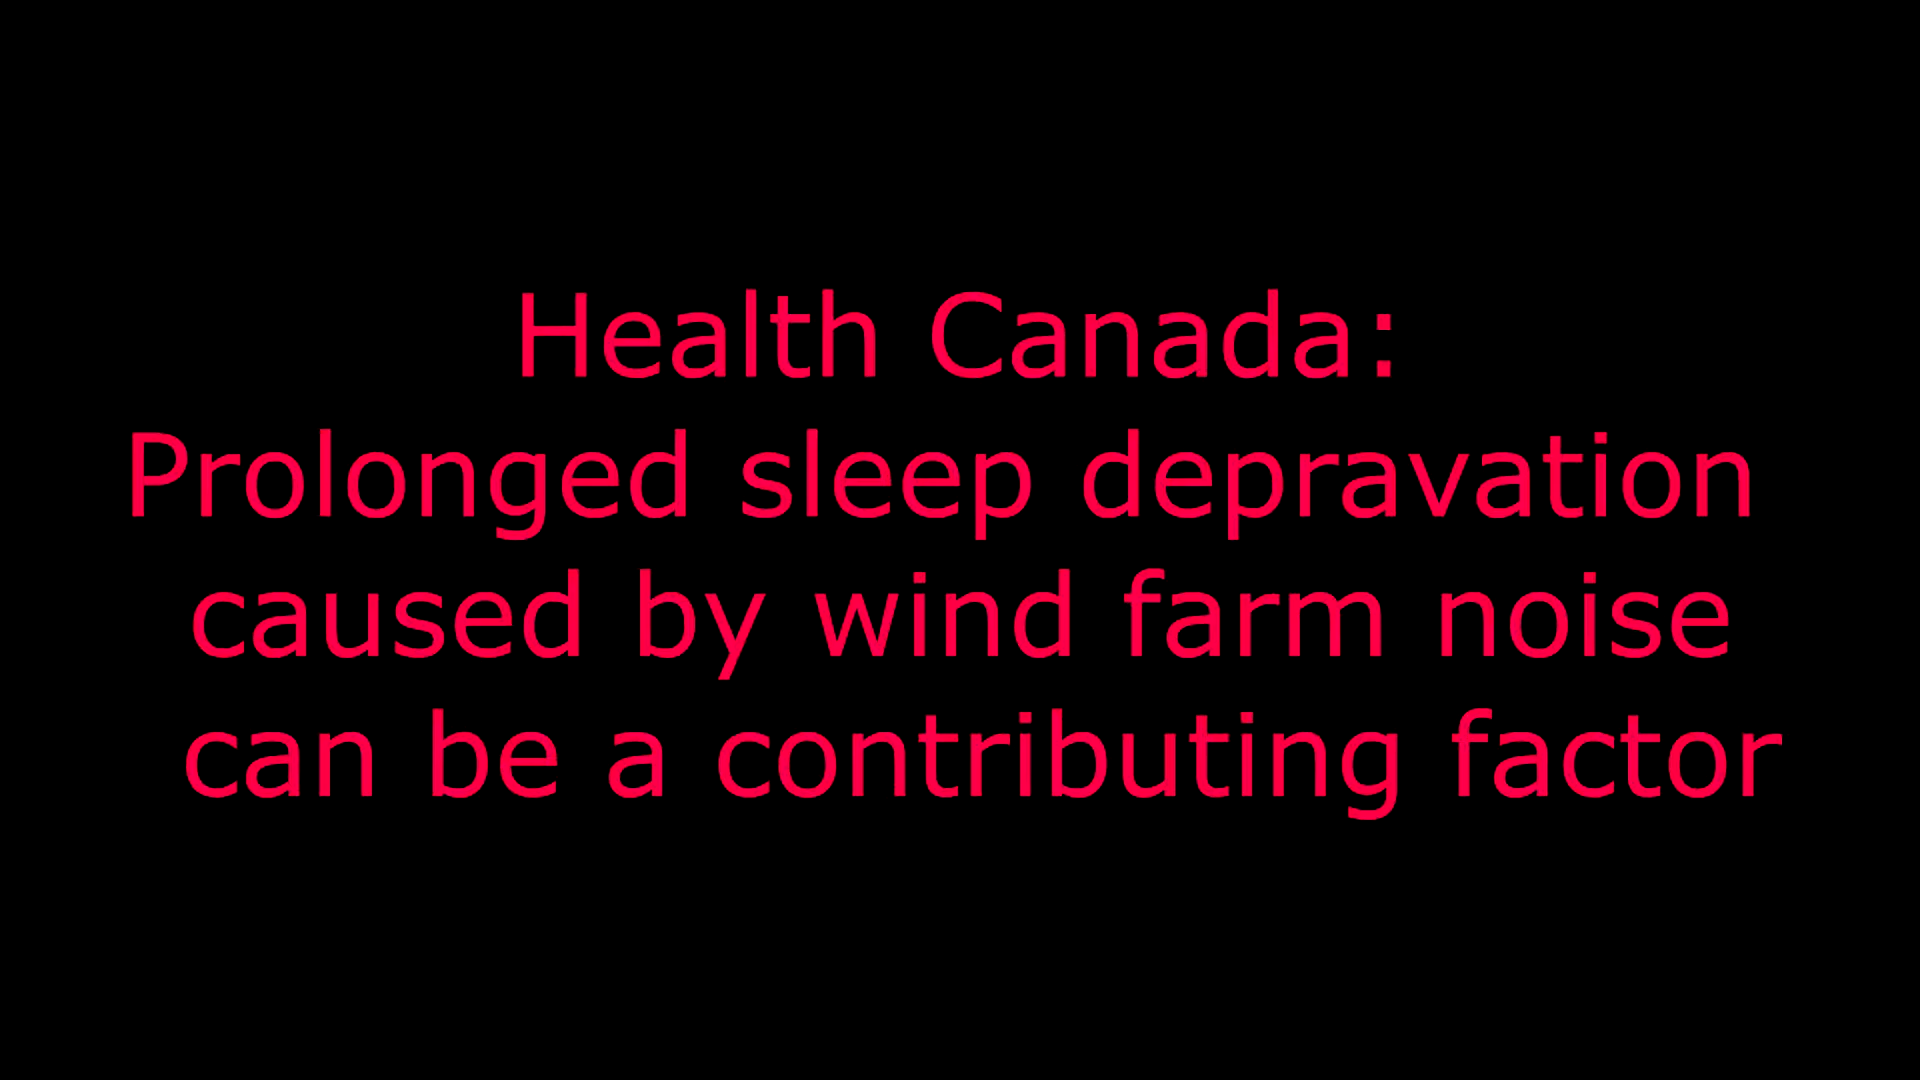 Health Canada:
Prolonged sleep depravation
caused by wind farm noise
can be a contributing factor